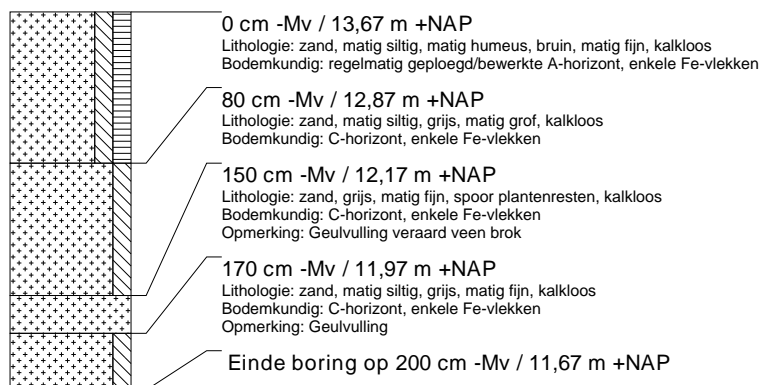 0 cm -Mv / 13,67 m +NAP
Lithologie: zand, matig siltig, matig humeus, bruin, matig fijn, kalkloos
Bodemkundig: regelmatig geploegd/bewerkte A-horizont, enkele Fe-vlekken
80 cm -Mv / 12,87 m +NAP
Lithologie: zand, matig siltig, grijs, matig grof, kalkloos
Bodemkundig: C-horizont, enkele Fe-vlekken
150 cm -Mv / 12,17 m +NAP
Lithologie: zand, grijs, matig fijn, spoor plantenresten, kalkloos
Bodemkundig: C-horizont, enkele Fe-vlekken
Opmerking: Geulvulling veraard veen brok
170 cm -Mv / 11,97 m +NAP
Lithologie: zand, matig siltig, grijs, matig fijn, kalkloos
Bodemkundig: C-horizont, enkele Fe-vlekken
Opmerking: Geulvulling
Einde boring op 200 cm -Mv / 11,67 m +NAP